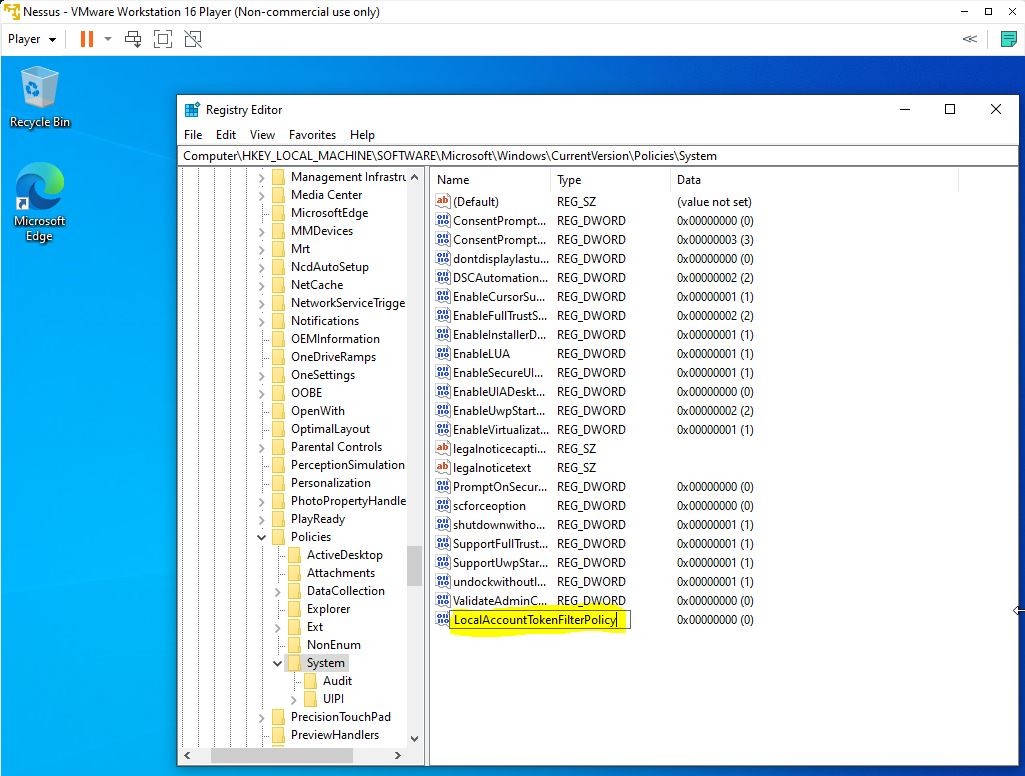 Nessus - VMware Workstation 16 Player (Non-commercial use only)
Player
Recycle Bin
Microsoft
Edge
Registry Editor
File Edit View Favorites Help
Computer\HKEY_LOCAL_MACHINE\SOFTWARE\Microsoft\Windows\CurrentVersion\Policies\System
Management Infrastru
Media Center
MicrosoftEdge
MMDevices
Mrt
NcdAutoSetup
NetCache
NetworkServiceTrigge
Notifications
OEMInformation
OneDriveRamps
OneSettings
OOBE
OpenWith
OptimalLayout
Parental Controls
PerceptionSimulation
Personalization
PhotoPropertyHandle
PlayReady
Policies
ActiveDesktop
Attachments
DataCollection
Explorer
Ext
NonEnum
System
Audit
UIPI
PrecisionTouchPad
PreviewHandlers
Name Type Data
(Default) REG_SZ (value not set)
ConsentPrompt... REG_DWORD 0x00000000 (0)
ConsentPrompt... REG_DWORD 0x00000003 (3)
dontdisplaylastu... REG_DWORD 0x00000000 (0)
DSCAutomation... REG_DWORD 0x00000002 (2)
EnableCursorSu... REG_DWORD 0x00000001 (1)
EnableFullTrustS... REG_DWORD 0x00000002 (2)
EnableInstallerD... REG_DWORD 0x00000001 (1)
EnableLUA REG_DWORD 0x00000001 (1)
EnableSecureUI... REG_DWORD 0x00000001 (1)
EnableUIADeskt... REG_DWORD 0x00000000 (0)
EnableUwpStart... REG_DWORD 0x00000002 (2)
EnableVirtualizat... REG_DWORD 0x00000001 (1)
legalnoticecapti... REG_SZ
legalnoticetext REG_SZ
PromptOnSecur... REG_DWORD 0x00000000 (0)
scforceoption REG_DWORD 0x00000000 (0)
shutdownwitho... REG_DWORD 0x00000001 (1)
SupportFullTrust... REG_DWORD 0x00000001 (1)
SupportUwpStar... REG_DWORD 0x00000001 (1)
undockwithoutl... REG_DWORD 0x00000001 (1)
ValidateAdminC... REG_DWORD 0x00000000 (0)
LocalAccountTokenFilterPolicy 0x00000000 (0)